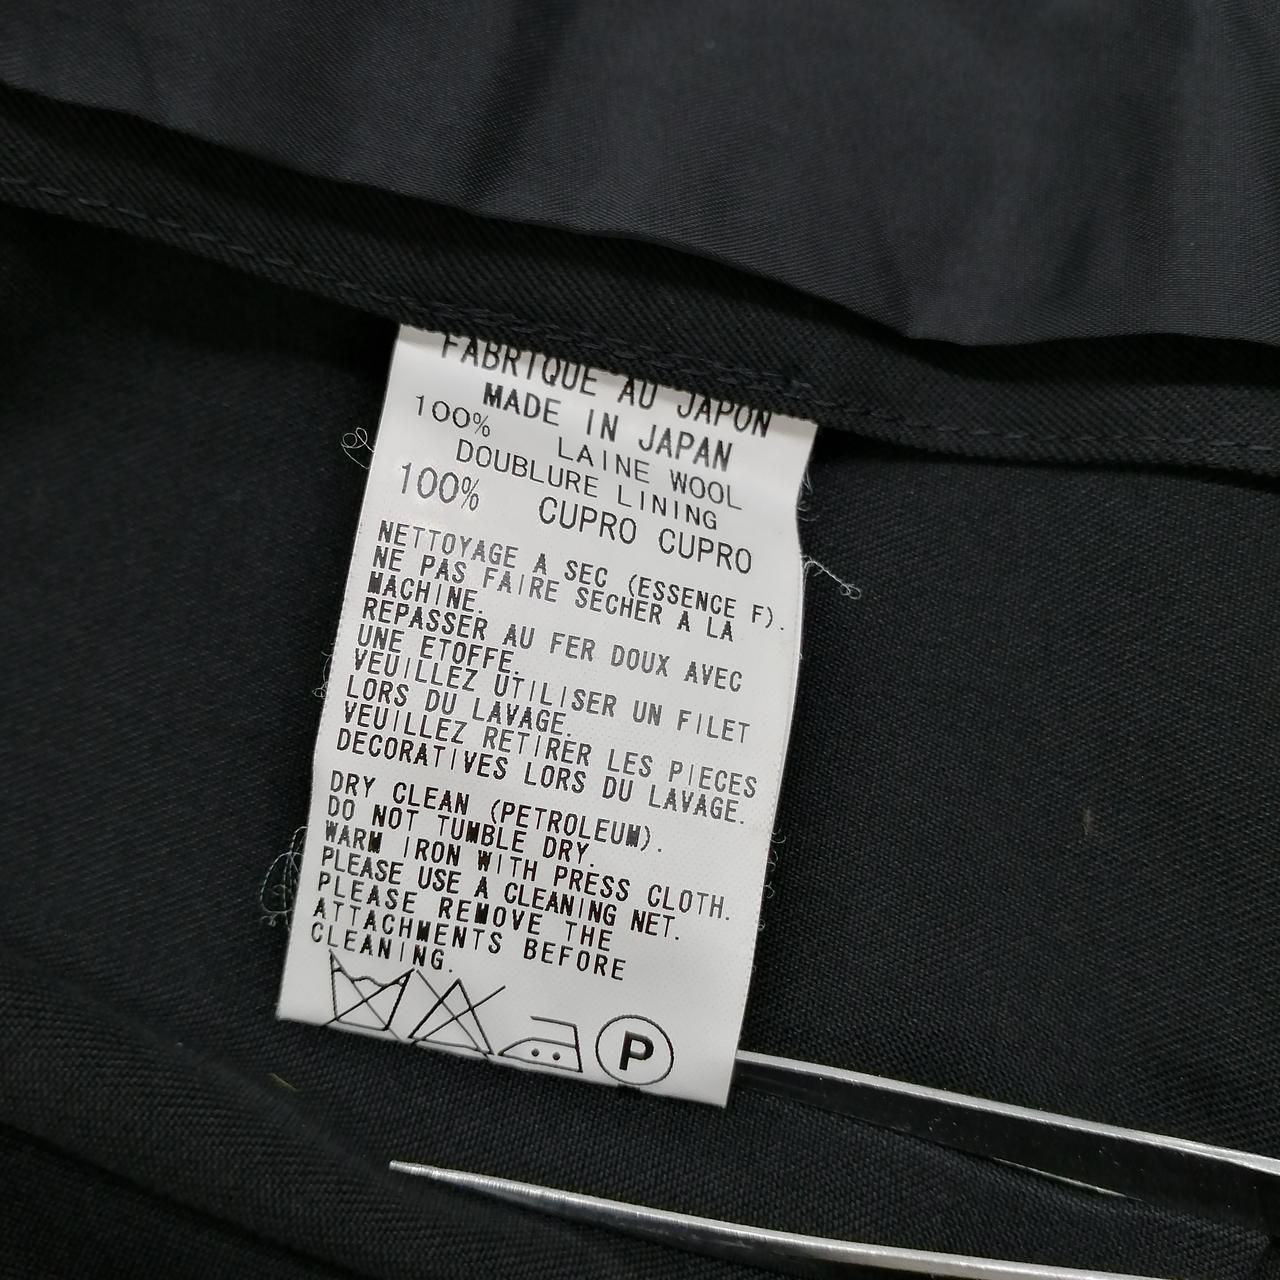 FABRIQUE AU JAPON
MADE IN JAPAN
100% LAINE WOOL
DOUBLURE LINING
100% CUPRO CUPRO
NETTOYAGE A SEC (ESSENCE F).
NE PAS FAIRE SECHER A LA
MACHINE.
REPASSER AU FER DOUX AVEC
UNE ETOFFE.
VEUILLEZ UTILISER UN FILET
LORS DU LAVAGE.
VEUILLEZ RETIRER LES PIECES
DECORATIVES LORS DU LAVAGE.
DRY CLEAN (PETROLEUM).
DO NOT TUMBLE DRY.
WARM IRON WITH PRESS CLOTH.
PLEASE USE A CLEANING NET.
PLEASE REMOVE THE
ATTACHMENTS BEFORE
CLEANING.
P